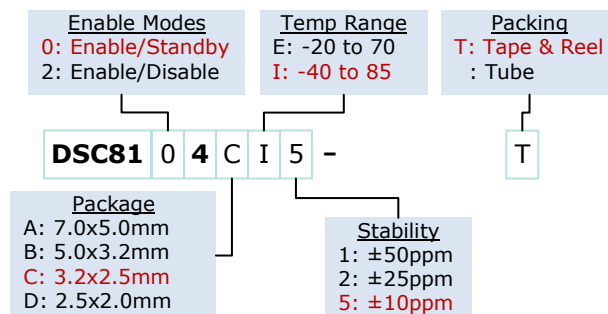 Enable Modes
0: Enable/Standby
2: Enable/Disable
Temp Range
E: -20 to 70
I: -40 to 85
Packing
T: Tape & Reel
: Tube
DSC81 0 4 C I 5 – T
Package
A: 7.0x5.0mm
B: 5.0x3.2mm
C: 3.2x2.5mm
D: 2.5x2.0mm
Stability
1: ±50ppm
2: ±25ppm
5: ±10ppm